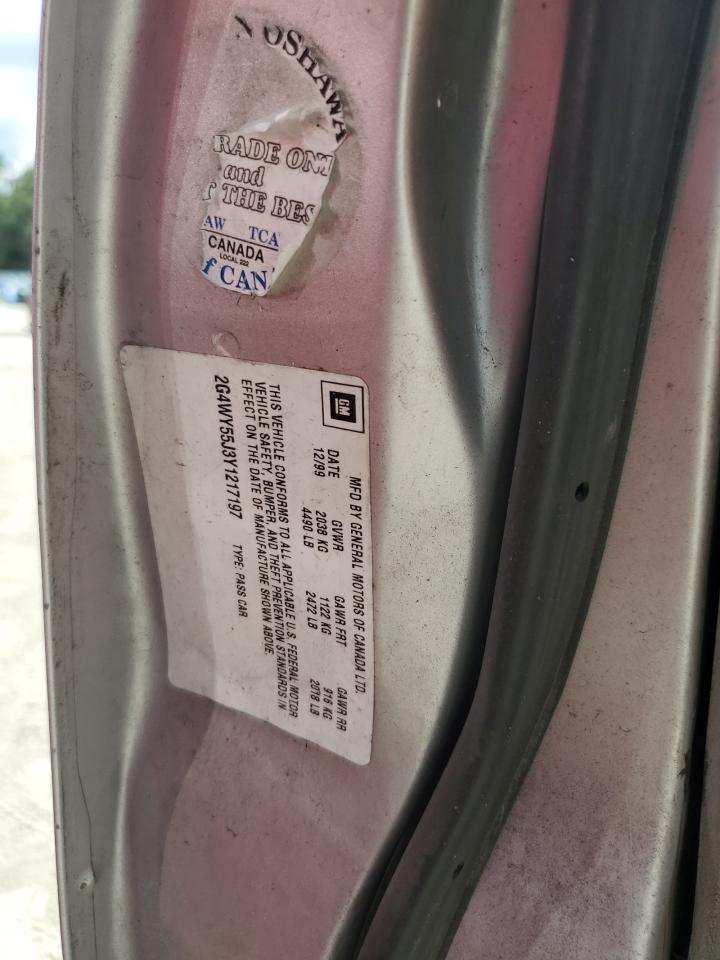 N OSHAWA
RADE ON
and
THE BES
AW TCA
CANADA
LOCAL 222
f CAN
GM
MFD BY GENERAL MOTORS OF CANADA LTD.
DATE GVWR GAWR FRT GAWR RR
12/99 2038 KG 1122 KG 916 KG
4490 LB 2472 LB 2018 LB
THIS VEHICLE CONFORMS TO ALL APPLICABLE U.S. FEDERAL MOTOR
VEHICLE SAFETY, BUMPER, AND THEFT PREVENTION STANDARDS IN
EFFECT ON THE DATE OF MANUFACTURE SHOWN ABOVE.
2G4WY55J3Y1217197 TYPE: PASS CAR